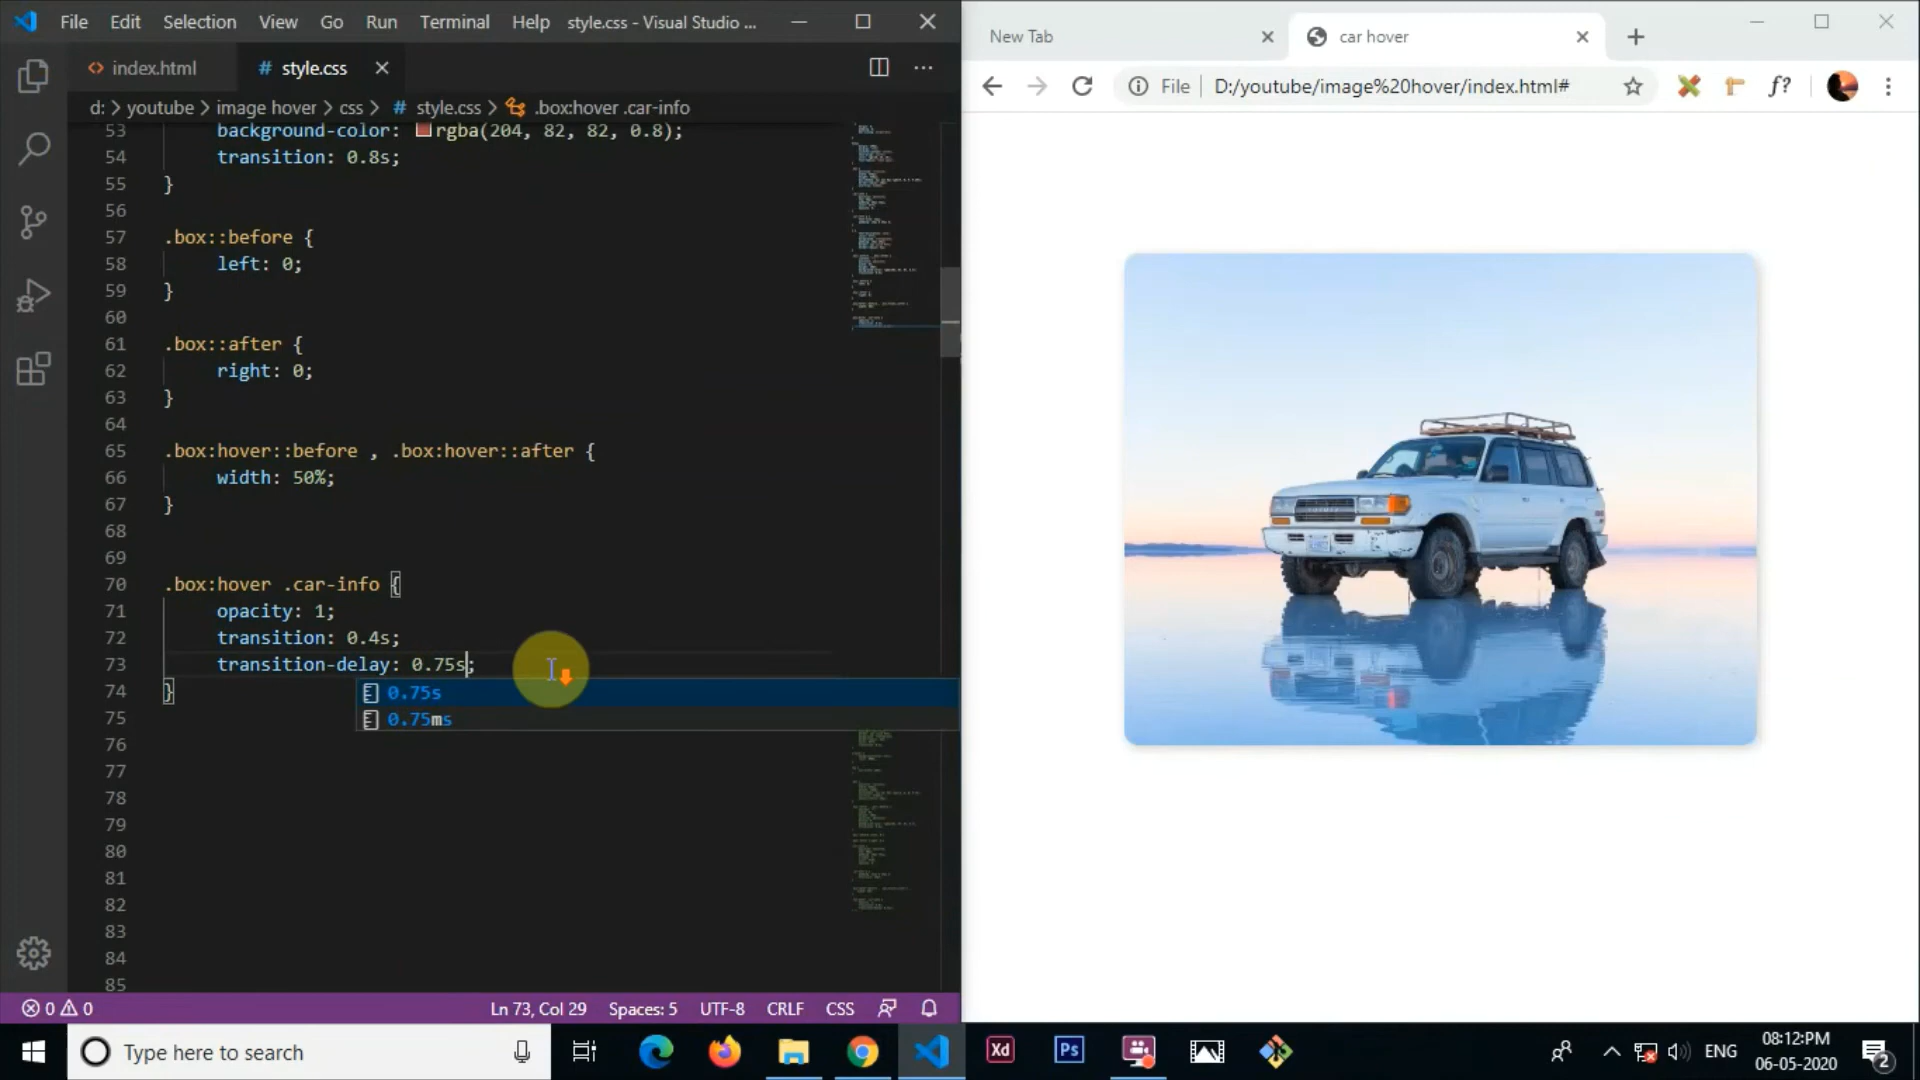 File Edit Selection View Go Run Terminal Help style.css - Visual Studio ...
index.html # style.css
d: > youtube > image hover > css > # style.css > .box:hover .car-info
53 background-color: rgba(204, 82, 82, 0.8);
54 transition: 0.8s;
55 }
56
57 .box::before {
58 left: 0;
59 }
60
61 .box::after {
62 right: 0;
63 }
64
65 .box:hover::before , .box:hover::after {
66 width: 50%;
67 }
68
69
70 .box:hover .car-info {
71 opacity: 1;
72 transition: 0.4s;
73 transition-delay: 0.75s;
74 }
0.75s
0.75ms
75
76
77
78
79
80
81
82
83
84
85
0 0 Ln 73, Col 29 Spaces: 5 UTF-8 CRLF CSS
New Tab car hover
File D:/youtube/image%20hover/index.html# f?
Type here to search Xd Ps ENG 08:12:PM
06-05-2020 2